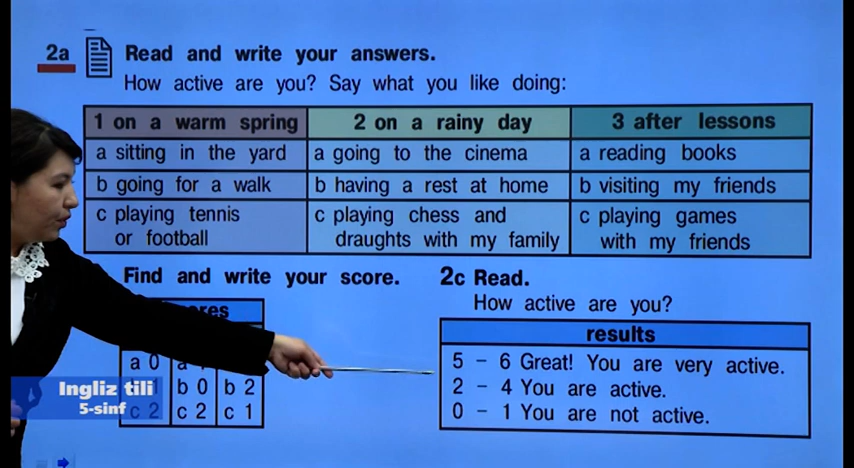 2a Read and write your answers.
How active are you? Say what you like doing:
1 on a warm spring
2 on a rainy day
3 after lessons
a sitting in the yard
a going to the cinema
a reading books
b going for a walk
b having a rest at home
b visiting my friends
c playing tennis
or football
c playing chess and
draughts with my family
c playing games
with my friends
Find and write your score.
a 0
b 0
b 2
c 2
c 2
c 1
2c Read.
How active are you?
results
5 – 6 Great! You are very active.
2 – 4 You are active.
0 – 1 You are not active.
Ingliz tili
5-sinf